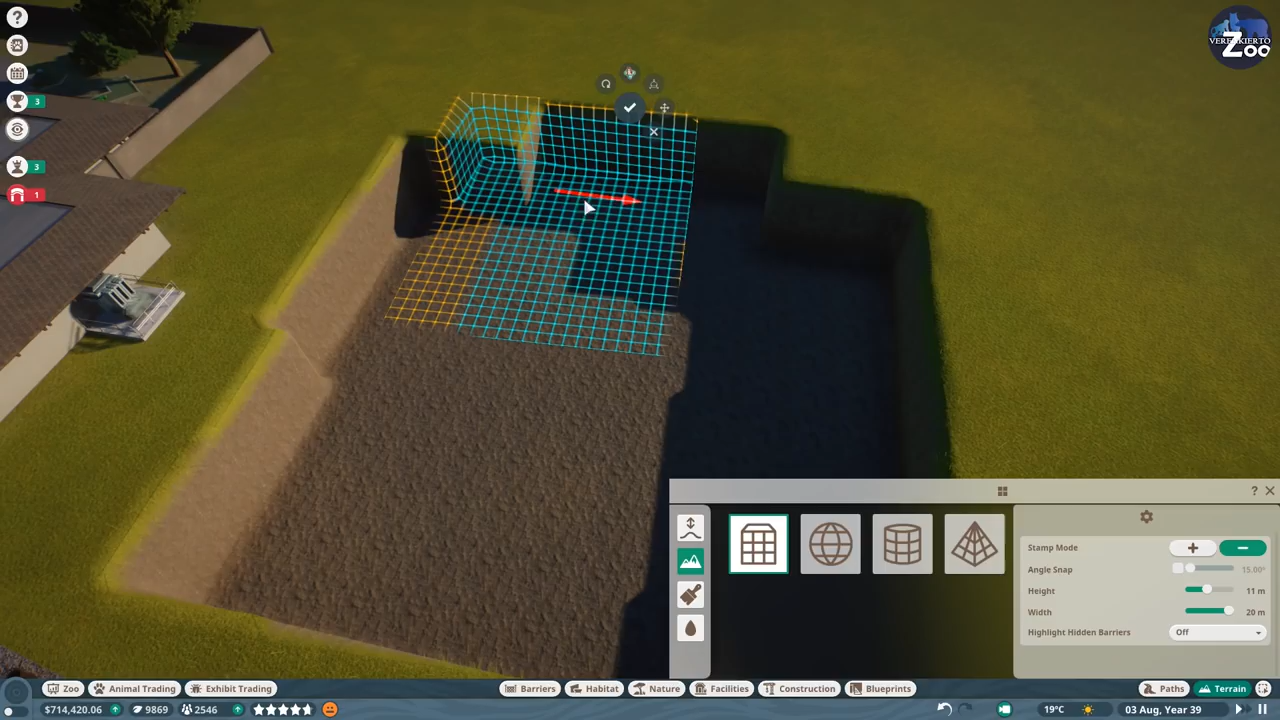 VEREKKIERTO
ZOO
3
3
1
Stamp Mode
Angle Snap 15.00°
Height 11 m
Width 20 m
Highlight Hidden Barriers Off
Zoo Animal Trading Exhibit Trading Barriers Habitat Nature Facilities Construction Blueprints Paths Terrain
$714,420.06 9869 2546 19°C 03 Aug, Year 39